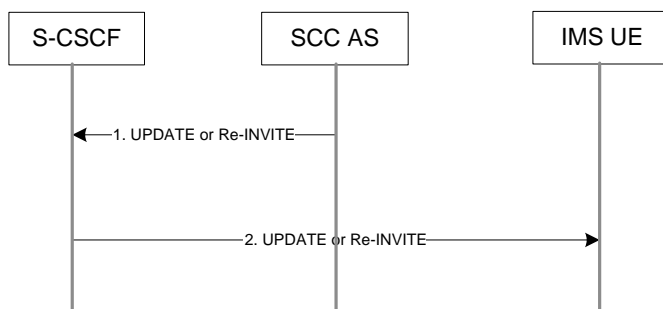 S-CSCF
SCC AS
IMS UE
1. UPDATE or Re-INVITE
2. UPDATE or Re-INVITE